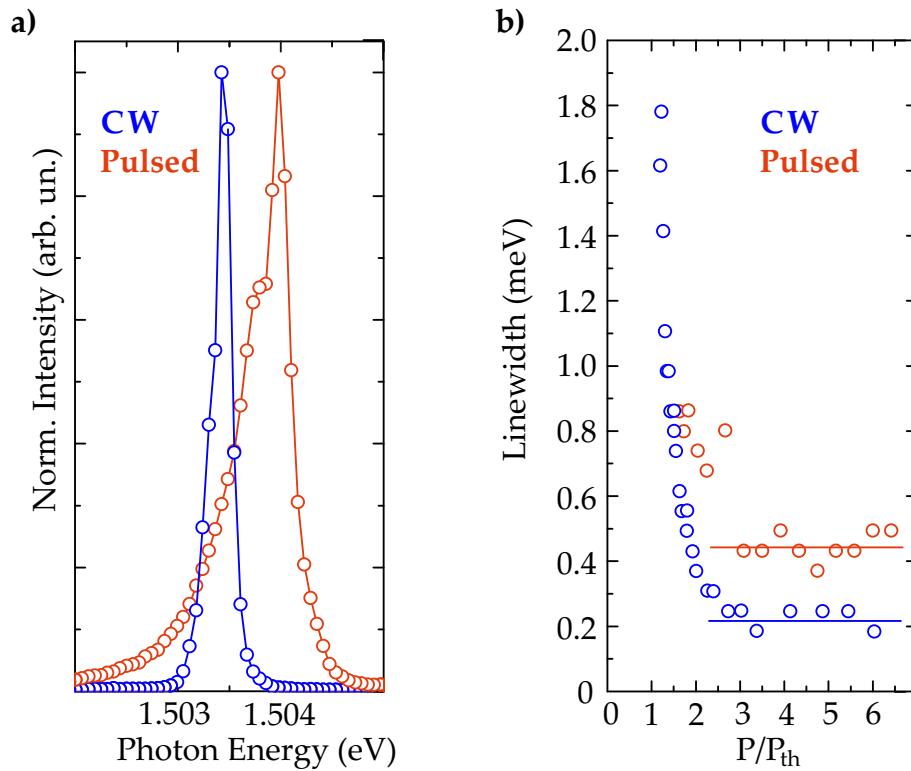 a)
CW
Pulsed
Norm. Intensity (arb. un.)
1.503 1.504
Photon Energy (eV)
b)
2.0
1.8
1.6
1.4
1.2
1.0
0.8
0.6
0.4
0.2
0
Linewidth (meV)
CW
Pulsed
0 1 2 3 4 5 6
P/Pth